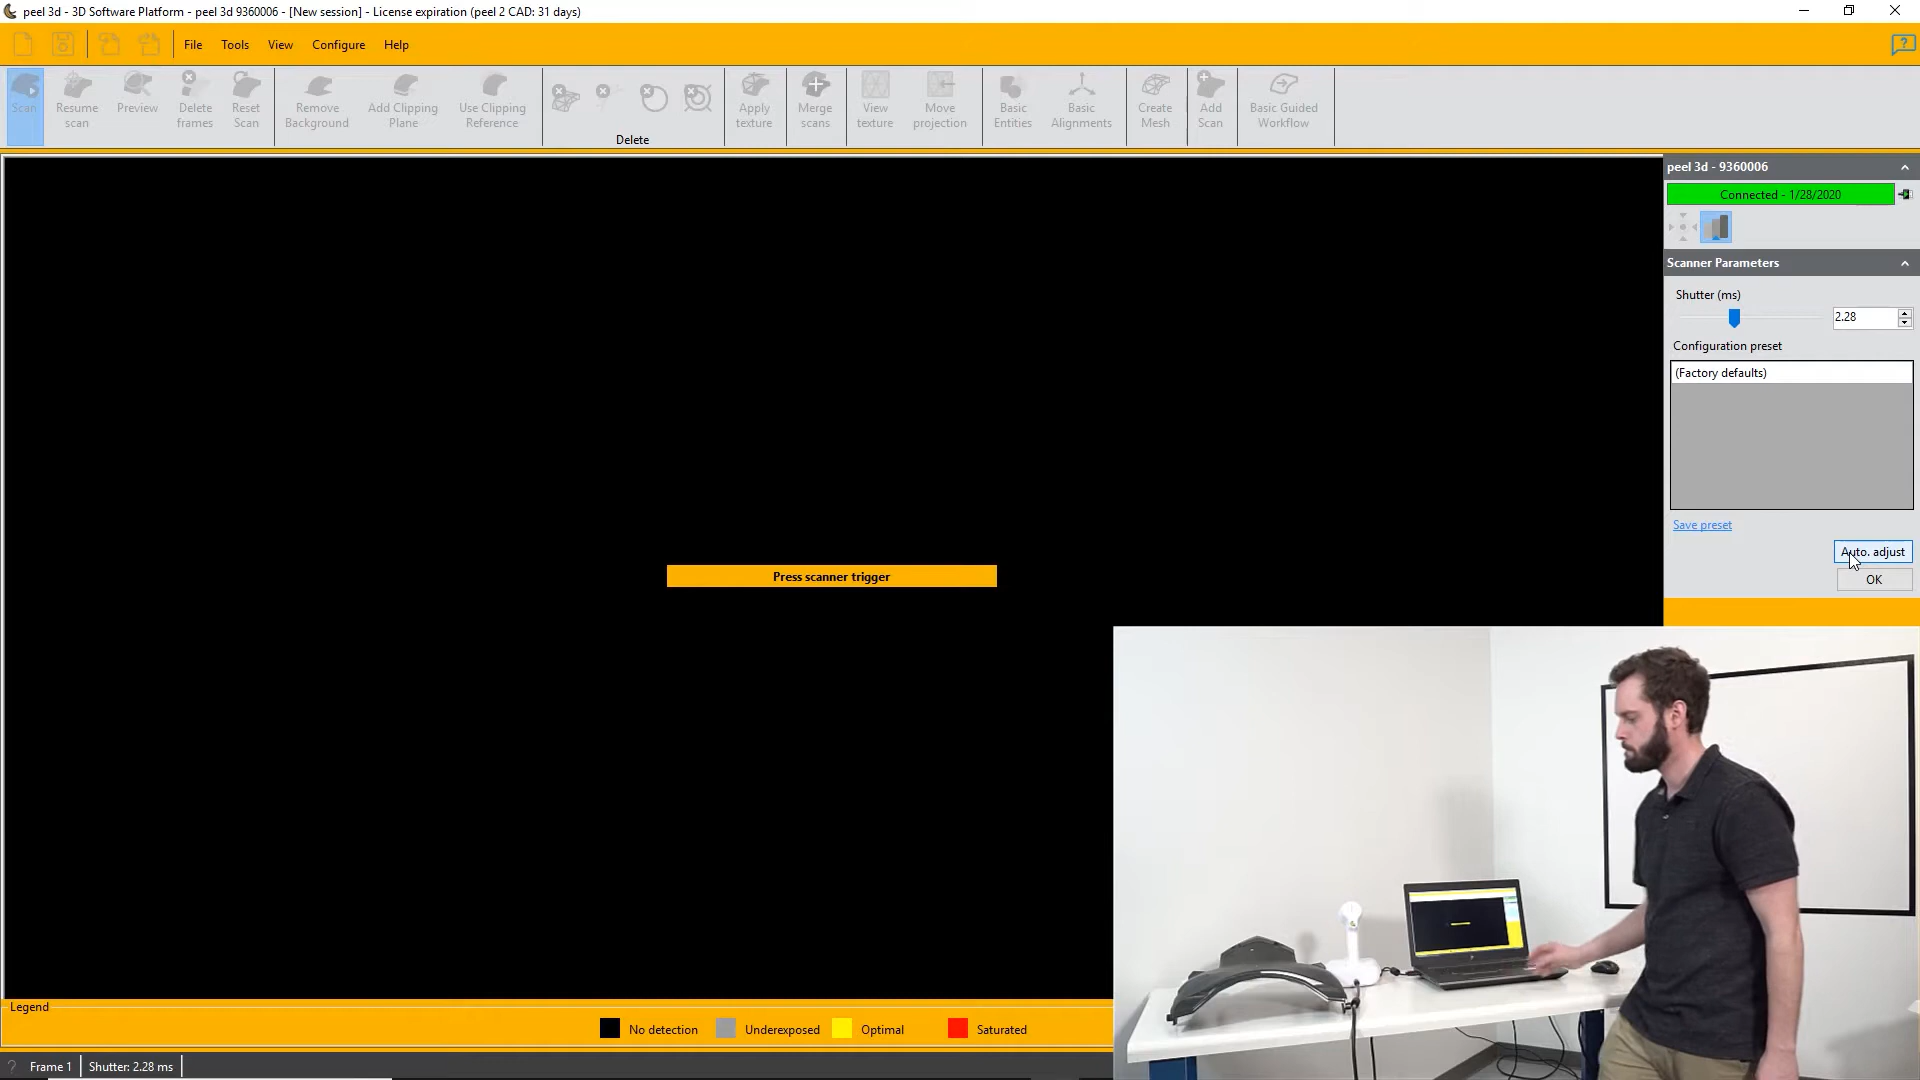 peel 3d - 3D Software Platform - peel 3d 9360006 - [New session] - License expiration (peel 2 CAD: 31 days)
File Tools View Configure Help
Scan
Resume scan
Preview
Delete frames
Reset Scan
Remove Background
Add Clipping Plane
Use Clipping Reference
Delete
Apply texture
Merge scans
View texture
Move projection
Basic Entities
Basic Alignments
Create Mesh
Add Scan
Basic Guided Workflow
peel 3d - 9360006
Connected - 1/28/2020
Scanner Parameters
Shutter (ms)
2.28
Configuration preset
(Factory defaults)
Save preset
Auto. adjust
OK
Press scanner trigger
Legend
No detection Underexposed Optimal Saturated
? Frame 1 Shutter: 2.28 ms